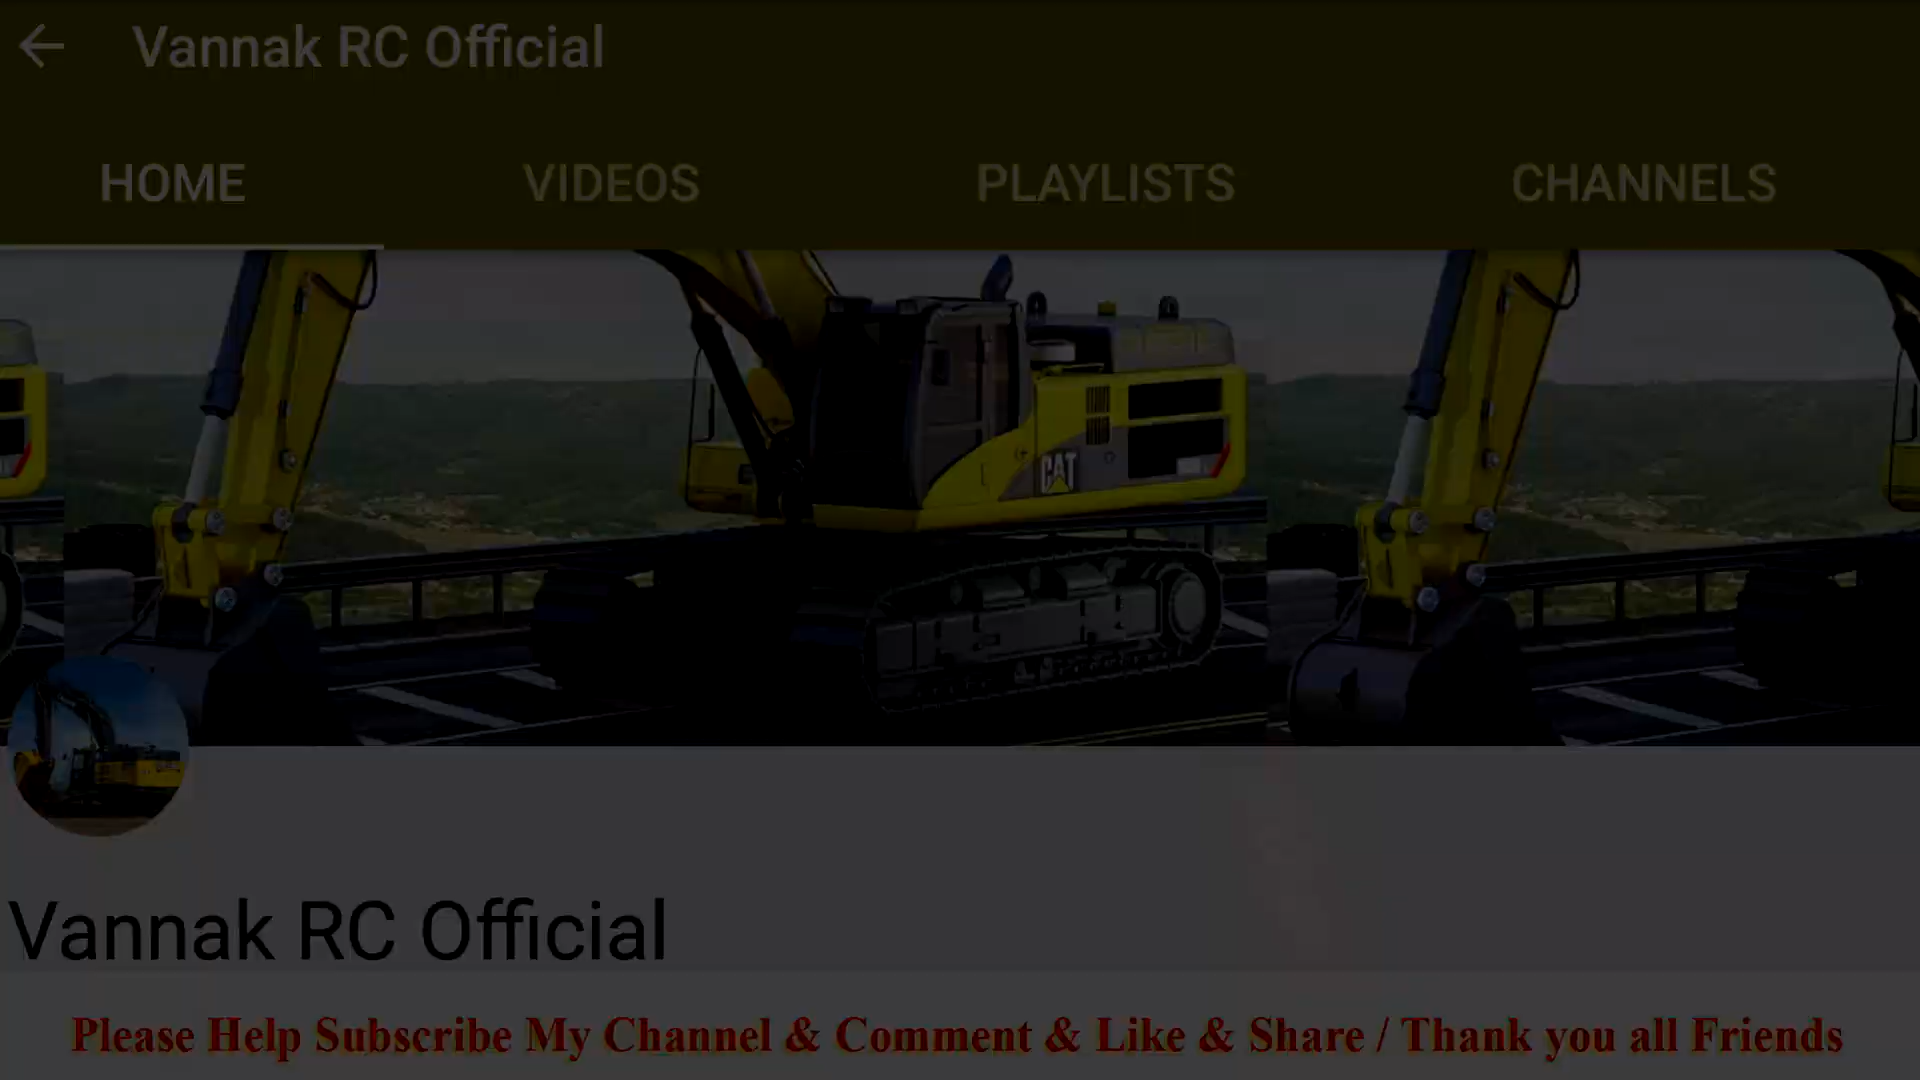 Vannak RC Official
HOME VIDEOS PLAYLISTS CHANNELS
CAT
Vannak RC Official
Please Help Subscribe My Channel & Comment & Like & Share / Thank you all Friends